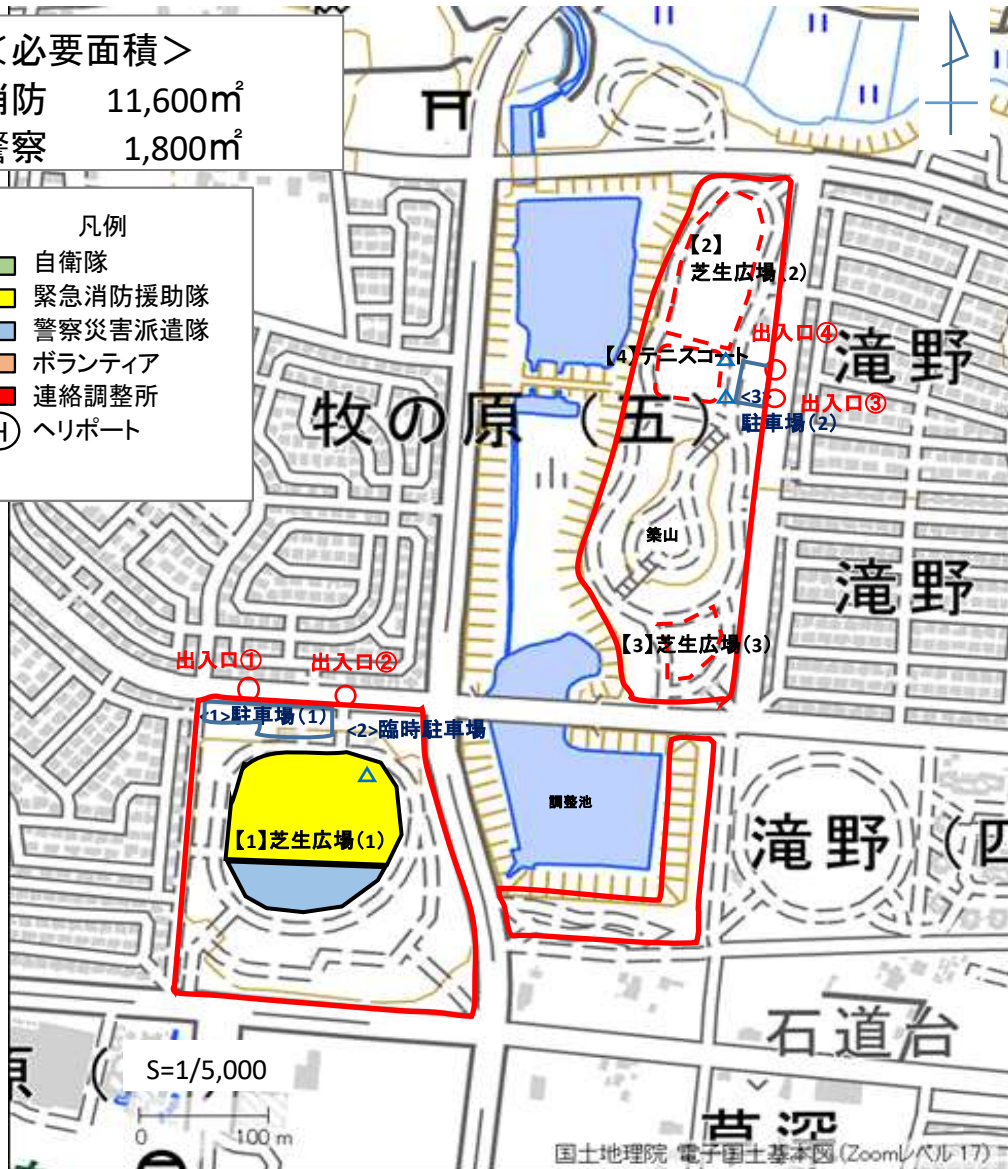 ＜必要面積＞
消防 11,600㎡
警察 1,800㎡
凡例
自衛隊
緊急消防援助隊
警察災害派遣隊
ボランティア
連絡調整所
H ヘリポート
【2】
芝生広場(2)
出入口④
滝野
【4】テニスコート
<3>
出入口③
駐車場(2)
牧の原（五）
築山
滝野
【3】芝生広場(3)
出入口① 出入口②
<1>駐車場(1)
<2>臨時駐車場
調整池
【1】芝生広場(1)
滝野（四
石道台
原（
S=1/5,000
草深
0 100 m
国土地理院 電子国土基本図(Zoomレベル 17)